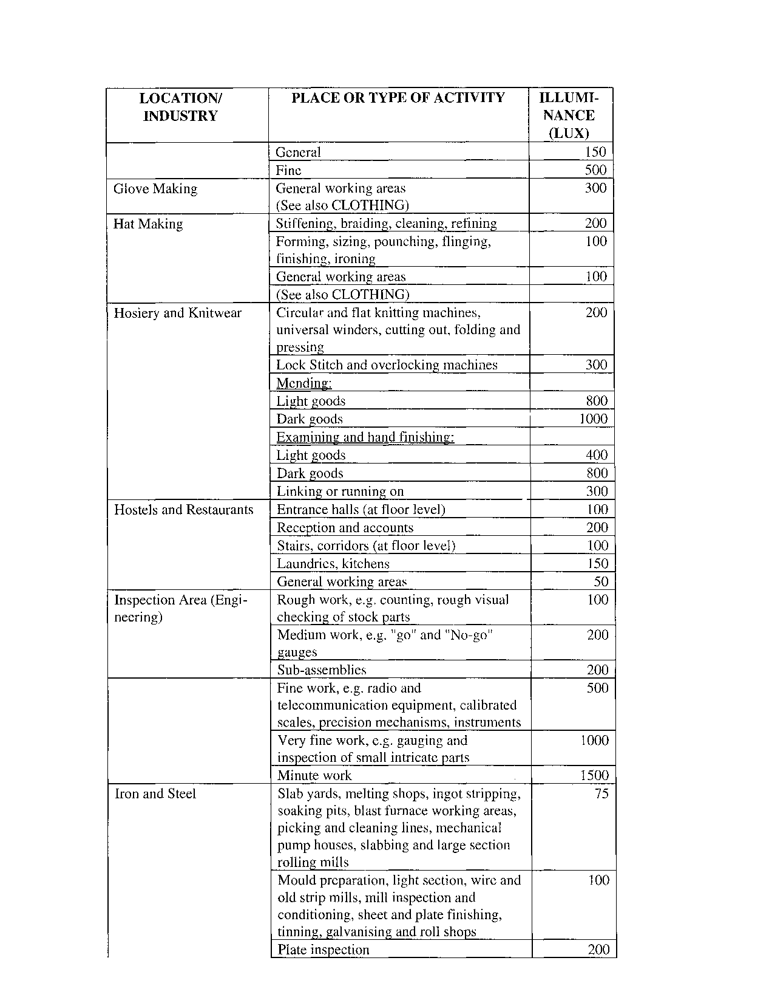 LOCATION/ PLACE OR TYPE OF ACTIVITY ILLUMI-
INDUSTRY NANCE
(LUX)
General 150
Fine 500
Glove Making General working areas 300
(See also CLOTHING)
Hat Making Stiffening, braiding, cleaning, refining 200
Forming, sizing, pounching, flinging, 100
finishing, ironing
General working areas 100
(See also CLOTHING)
Hosiery and Knitwear Circular and flat knitting machines, 200
universal winders, cutting out, folding and
pressing
Lock Stitch and overlocking machines 300
Mending:
Light goods 800
Dark goods 1000
Examining and hand finishing:
Light goods 400
Dark goods 800
Linking or running on 300
Hostels and Restaurants Entrance halls (at floor level) 100
Reception and accounts 200
Stairs, corridors (at floor level) 100
Laundries, kitchens 150
General working areas 50
Inspection Area (Engi- Rough work, e.g. counting, rough visual 100
neering) checking of stock parts
Medium work, e.g. "go" and "No-go" 200
gauges
Sub-assemblies 200
Fine work, e.g. radio and 500
telecommunication equipment, calibrated
scales, precision mechanisms, instruments
Very fine work, e.g. gauging and 1000
inspection of small intricate parts
Minute work 1500
Iron and Steel Slab yards, melting shops, ingot stripping, 75
soaking pits, blast furnace working areas,
picking and cleaning lines, mechanical
pump houses, slabbing and large section
rolling mills
Mould preparation, light section, wire and 100
old strip mills, mill inspection and
conditioning, sheet and plate finishing,
tinning, galvanising and roll shops
Plate inspection 200